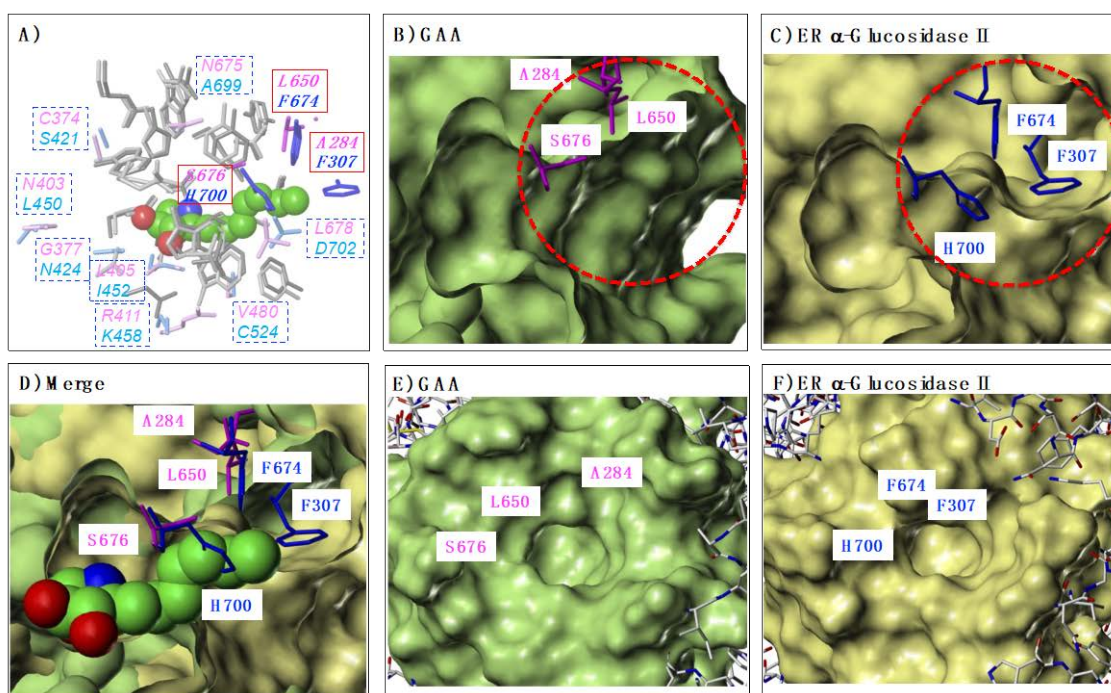 A)
N675
A699
L650
F674
C374
S421
A284
F307
S676
H700
N403
L450
L678
D702
G377
N424
L405
I452
R411
K458
V480
C524
B) GAA
A284
L650
S676
C) ER α-Glucosidase II
F674
F307
H700
D) Merge
A284
L650
F674
F307
S676
H700
E) GAA
A284
L650
S676
F) ER α-Glucosidase II
F674
F307
H700